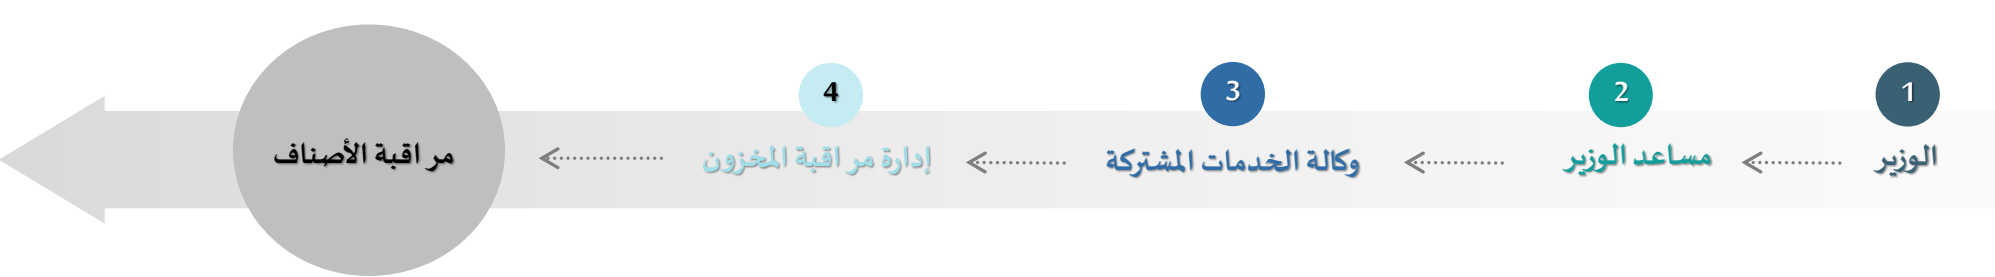 1
الوزير
2
مساعد الوزير
3
وكالة الخدمات المشتركة
4
إدارة مراقبة المخزون
مراقبة الأصناف